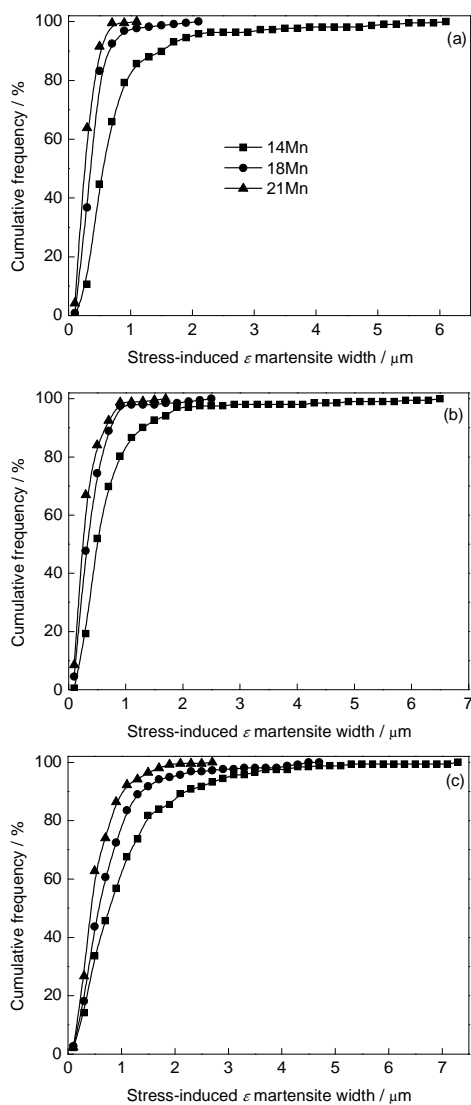 (a)
100
80
60
40
20
0
Cumulative frequency / %
14Mn
18Mn
21Mn
0 1 2 3 4 5 6
Stress-induced ε martensite width / μm
(b)
100
80
60
40
20
0
Cumulative frequency / %
0 1 2 3 4 5 6 7
Stress-induced ε martensite width / μm
(c)
100
80
60
40
20
0
Cumulative frequency / %
0 1 2 3 4 5 6 7
Stress-induced ε martensite width / μm